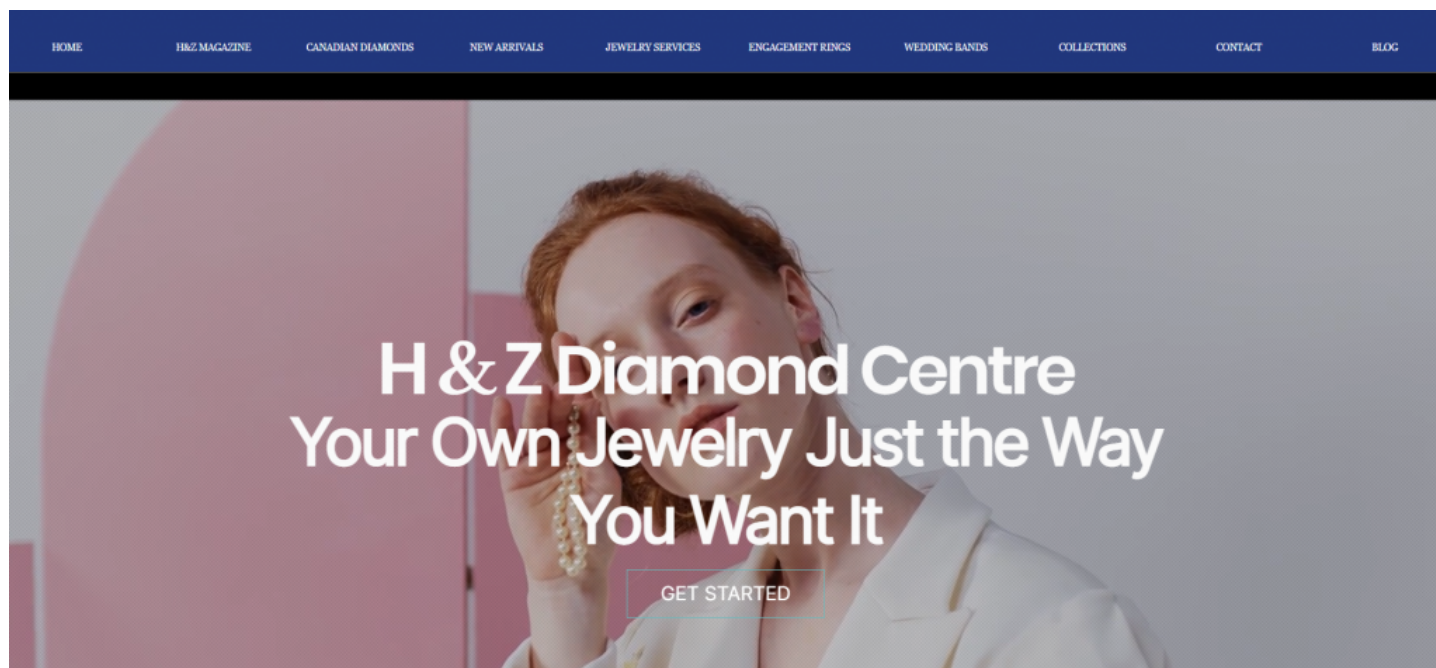 HOME H&Z MAGAZINE CANADIAN DIAMONDS NEW ARRIVALS JEWELRY SERVICES ENGAGEMENT RINGS WEDDING BANDS COLLECTIONS CONTACT BLOG
H & Z Diamond Centre
Your Own Jewelry Just the Way
You Want It
GET STARTED